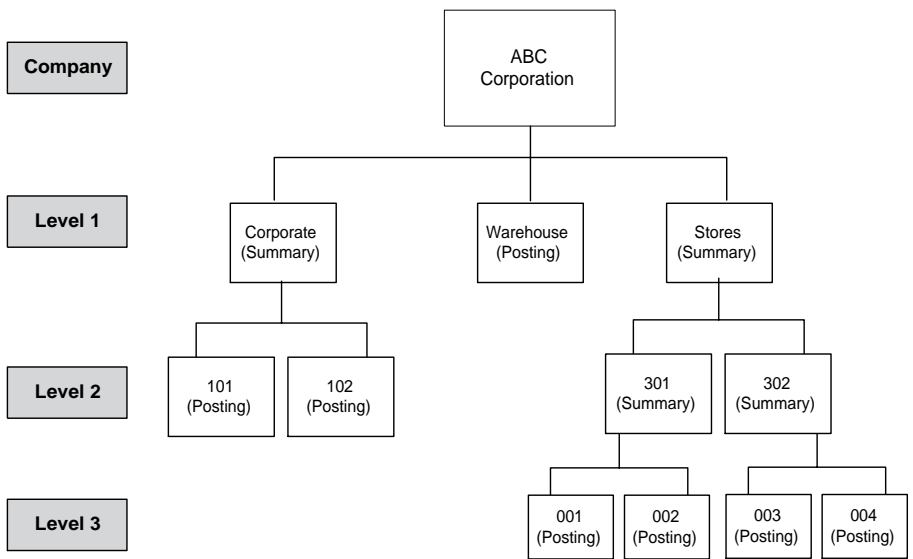 Company
ABC
Corporation
Level 1
Corporate
(Summary)
Warehouse
(Posting)
Stores
(Summary)
Level 2
101
(Posting)
102
(Posting)
301
(Summary)
302
(Summary)
Level 3
001
(Posting)
002
(Posting)
003
(Posting)
004
(Posting)